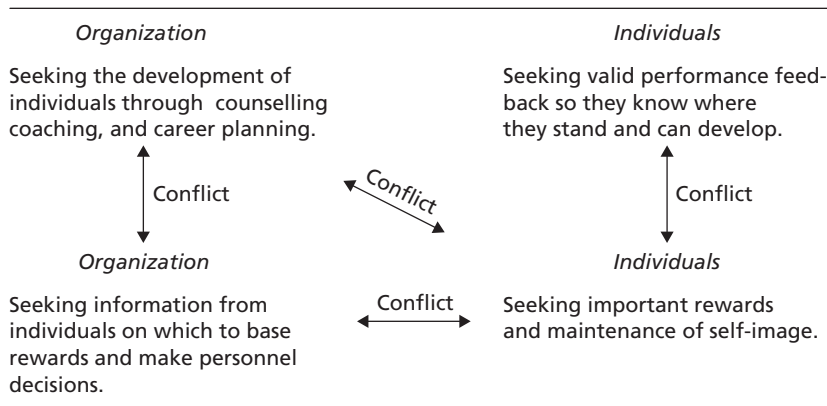 Organization
Seeking the development of
individuals through counselling
coaching, and career planning.
Individuals
Seeking valid performance feed-
back so they know where
they stand and can develop.
Conflict
Conflict
Conflict
Organization
Seeking information from
individuals on which to base
rewards and make personnel
decisions.
Conflict
Individuals
Seeking important rewards
and maintenance of self-image.